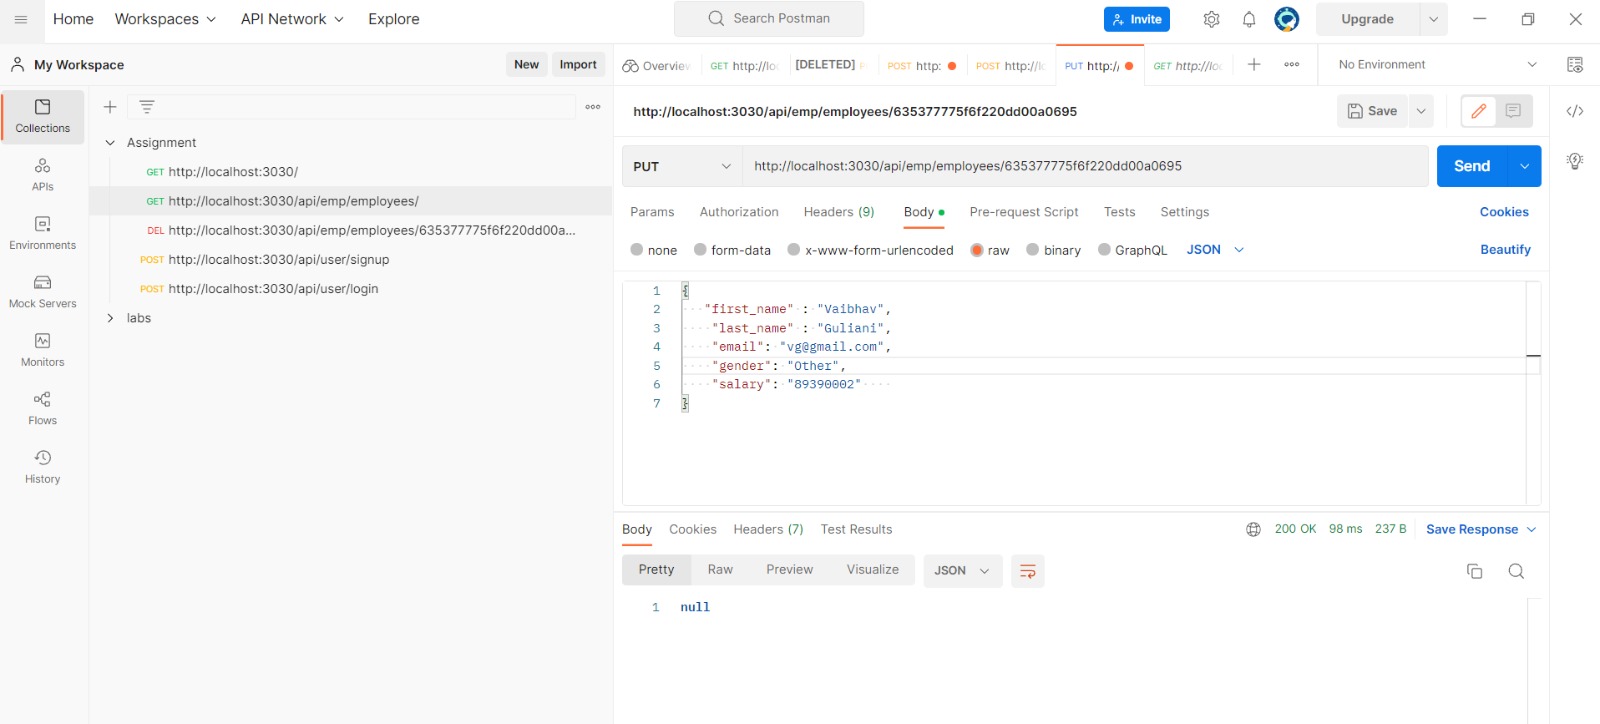 Home Workspaces API Network Explore Search Postman Invite Upgrade
My Workspace New Import Overview GET http://loc [DELETED] POST http: POST http://lo PUT http:/ GET http://loc No Environment
Collections
APIs
Environments
Mock Servers
Monitors
Flows
History
Assignment
GET http://localhost:3030/
GET http://localhost:3030/api/emp/employees/
DEL http://localhost:3030/api/emp/employees/635377775f6f220dd00a...
POST http://localhost:3030/api/user/signup
POST http://localhost:3030/api/user/login
labs
http://localhost:3030/api/emp/employees/635377775f6f220dd00a0695 Save
PUT http://localhost:3030/api/emp/employees/635377775f6f220dd00a0695 Send
Params Authorization Headers (9) Body Pre-request Script Tests Settings Cookies
none form-data x-www-form-urlencoded raw binary GraphQL JSON Beautify
1 {
2 "first_name" : "Vaibhav",
3 "last_name" : "Guliani",
4 "email": "vg@gmail.com",
5 "gender": "Other",
6 "salary": "89390002"
7 }
Body Cookies Headers (7) Test Results 200 OK 98 ms 237 B Save Response
Pretty Raw Preview Visualize JSON
1 null